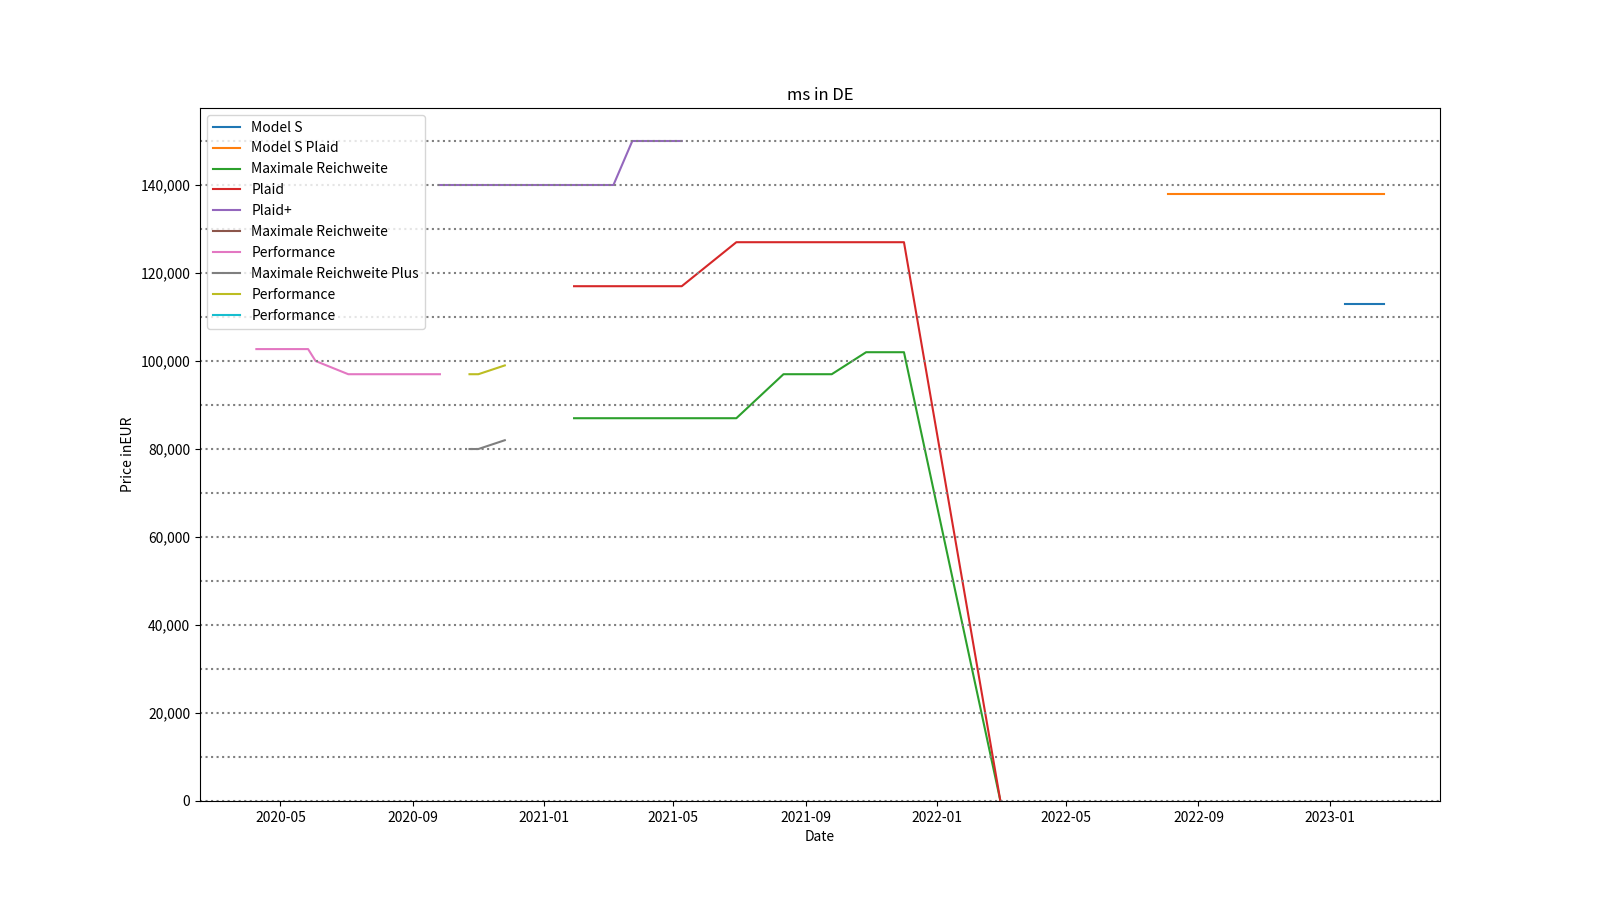 ms in DE
Model S
Model S Plaid
Maximale Reichweite
Plaid
Plaid+
Maximale Reichweite
Performance
Maximale Reichweite Plus
Performance
Performance
140,000
120,000
100,000
80,000
60,000
40,000
20,000
0
Price inEUR
2020-05
2020-09
2021-01
2021-05
2021-09
2022-01
2022-05
2022-09
2023-01
Date